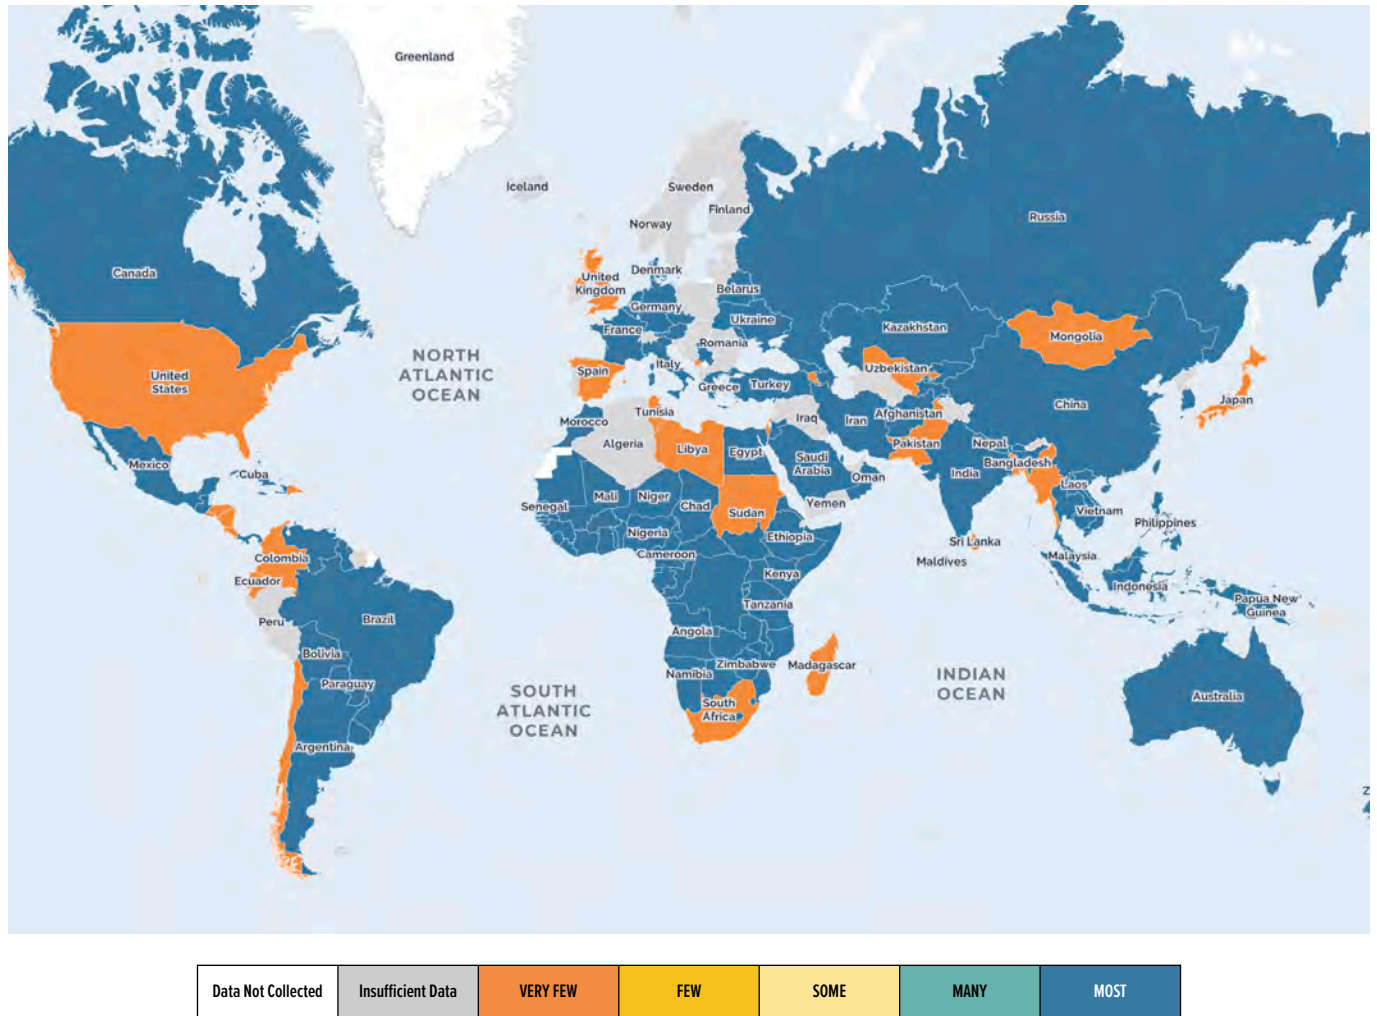 Greenland
Iceland
Sweden
Finland
Norway
Russia
Canada
United
Kingdom
Denmark
Belarus
Germany
Ukraine
France
Kazakhstan
Mongolia
Romania
NORTH
ATLANTIC
OCEAN
United
States
Spain
Italy
Greece
Turkey
Uzbekistan
Japan
China
Morocco
Tunisia
Algeria
Libya
Egypt
Iraq
Iran
Afghanistan
Pakistan
Nepal
Saudi
Arabia
Bangladesh
India
Mexico
Cuba
Oman
Laos
Senegal
Mali
Niger
Chad
Sudan
Yemen
Vietnam
Philippines
Nigeria
Ethiopia
Sri Lanka
Cameroon
Maldives
Malaysia
Colombia
Ecuador
Kenya
Indonesia
Tanzania
Papua New
Guinea
Peru
Brazil
Angola
Bolivia
Zimbabwe
Madagascar
Namibia
Paraguay
INDIAN
OCEAN
SOUTH
ATLANTIC
OCEAN
South
Africa
Australia
Argentina
Z
Data Not Collected
Insufficient Data
VERY FEW
FEW
SOME
MANY
MOST